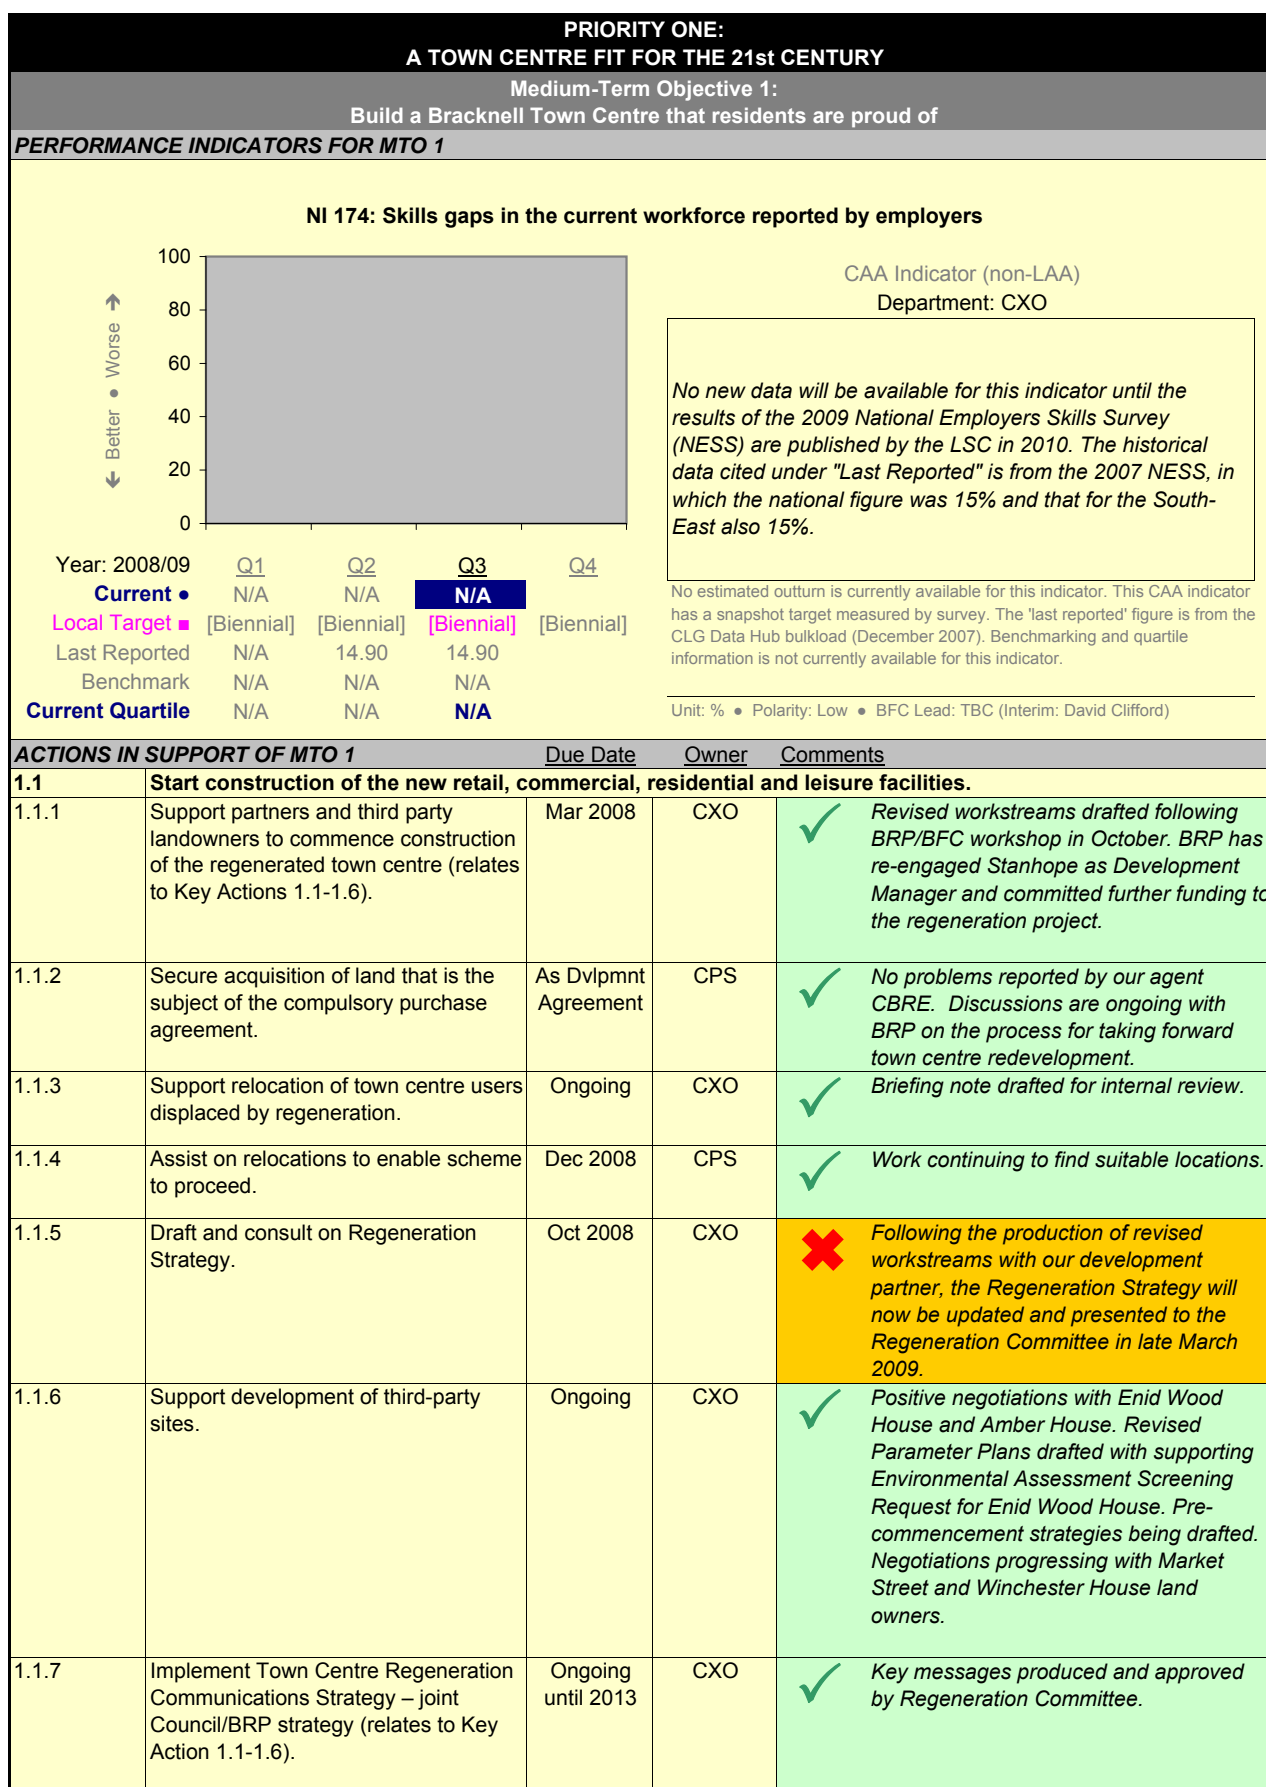 PRIORITY ONE:
A TOWN CENTRE FIT FOR THE 21st CENTURY
Medium-Term Objective 1:
Build a Bracknell Town Centre that residents are proud of
PERFORMANCE INDICATORS FOR MTO 1
NI 174: Skills gaps in the current workforce reported by employers
100
80
60
40
20
0
← Better ● Worse →
CAA Indicator (non-LAA)
Department: CXO
No new data will be available for this indicator until the
results of the 2009 National Employers Skills Survey
(NESS) are published by the LSC in 2010. The historical
data cited under "Last Reported" is from the 2007 NESS, in
which the national figure was 15% and that for the South-
East also 15%.
Year: 2008/09 Q1 Q2 Q3 Q4
Current ● N/A N/A N/A
Local Target ■ [Biennial] [Biennial] [Biennial] [Biennial]
Last Reported N/A 14.90 14.90
Benchmark N/A N/A N/A
Current Quartile N/A N/A N/A
No estimated outturn is currently available for this indicator. This CAA indicator
has a snapshot target measured by survey. The 'last reported' figure is from the
CLG Data Hub bulkload (December 2007). Benchmarking and quartile
information is not currently available for this indicator.
Unit: % ● Polarity: Low ● BFC Lead: TBC (Interim: David Clifford)
ACTIONS IN SUPPORT OF MTO 1 Due Date Owner Comments
1.1 Start construction of the new retail, commercial, residential and leisure facilities.
1.1.1 Support partners and third party Mar 2008 CXO ✓ Revised workstreams drafted following
landowners to commence construction BRP/BFC workshop in October. BRP has
of the regenerated town centre (relates re-engaged Stanhope as Development
to Key Actions 1.1-1.6). Manager and committed further funding to
the regeneration project.
1.1.2 Secure acquisition of land that is the As Dvlpmnt CPS ✓ No problems reported by our agent
subject of the compulsory purchase Agreement CBRE. Discussions are ongoing with
agreement. BRP on the process for taking forward
town centre redevelopment.
1.1.3 Support relocation of town centre users Ongoing CXO ✓ Briefing note drafted for internal review.
displaced by regeneration.
1.1.4 Assist on relocations to enable scheme Dec 2008 CPS ✓ Work continuing to find suitable locations.
to proceed.
1.1.5 Draft and consult on Regeneration Oct 2008 CXO ✖ Following the production of revised
Strategy. workstreams with our development
partner, the Regeneration Strategy will
now be updated and presented to the
Regeneration Committee in late March
2009.
1.1.6 Support development of third-party Ongoing CXO ✓ Positive negotiations with Enid Wood
sites. House and Amber House. Revised
Parameter Plans drafted with supporting
Environmental Assessment Screening
Request for Enid Wood House. Pre-
commencement strategies being drafted.
Negotiations progressing with Market
Street and Winchester House land
owners.
1.1.7 Implement Town Centre Regeneration Ongoing CXO ✓ Key messages produced and approved
Communications Strategy – joint until 2013 by Regeneration Committee.
Council/BRP strategy (relates to Key
Action 1.1-1.6).